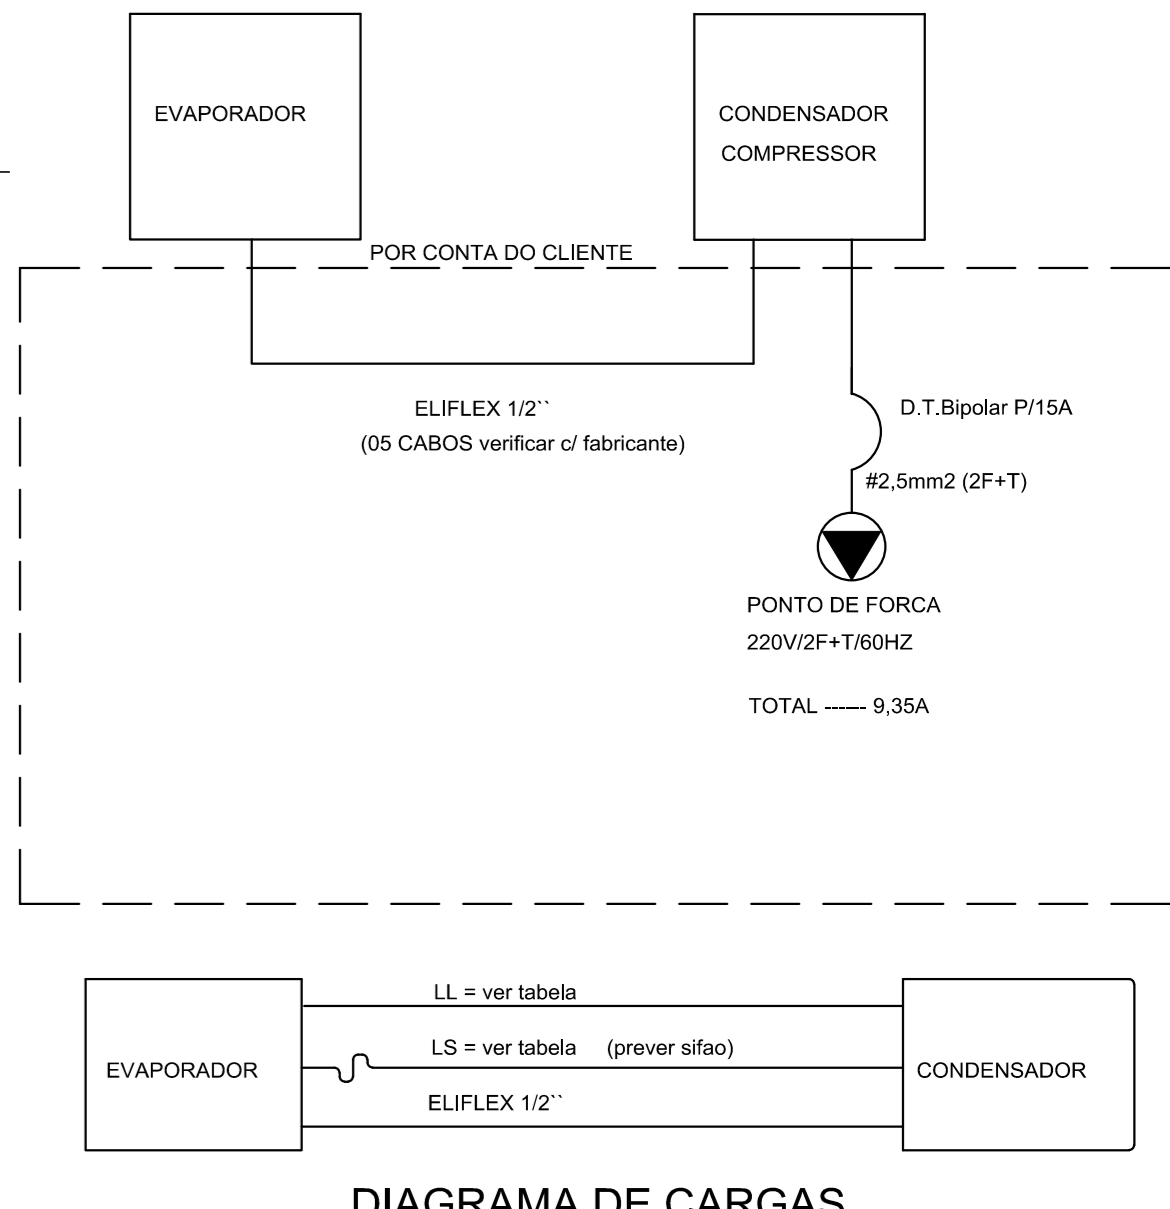 EVAPORADOR
CONDENSADOR
COMPRESSOR
POR CONTA DO CLIENTE
ELIFLEX 1/2``
(05 CABOS verificar c/ fabricante)
D.T.Bipolar P/15A
#2,5mm2 (2F+T)
PONTO DE FORCA
220V/2F+T/60HZ
TOTAL ------ 9,35A
LL = ver tabela
LS = ver tabela (prever sifao)
EVAPORADOR
CONDENSADOR
ELIFLEX 1/2``
DIAGRAMA DE CARGAS